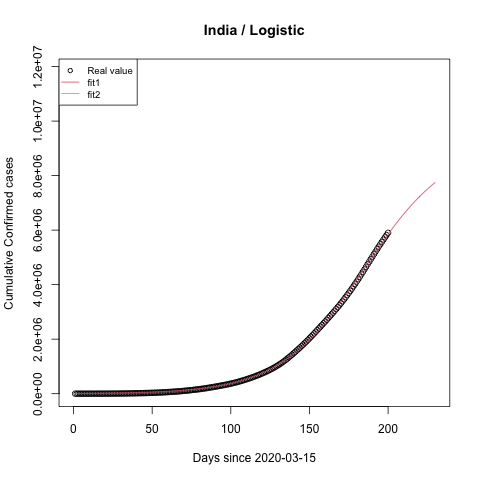 India / Logistic
Real value
fit1
fit2
Cumulative Confirmed cases
1.2e+07
1.0e+07
8.0e+06
6.0e+06
4.0e+06
2.0e+06
0.0e+00
0 50 100 150 200
Days since 2020-03-15